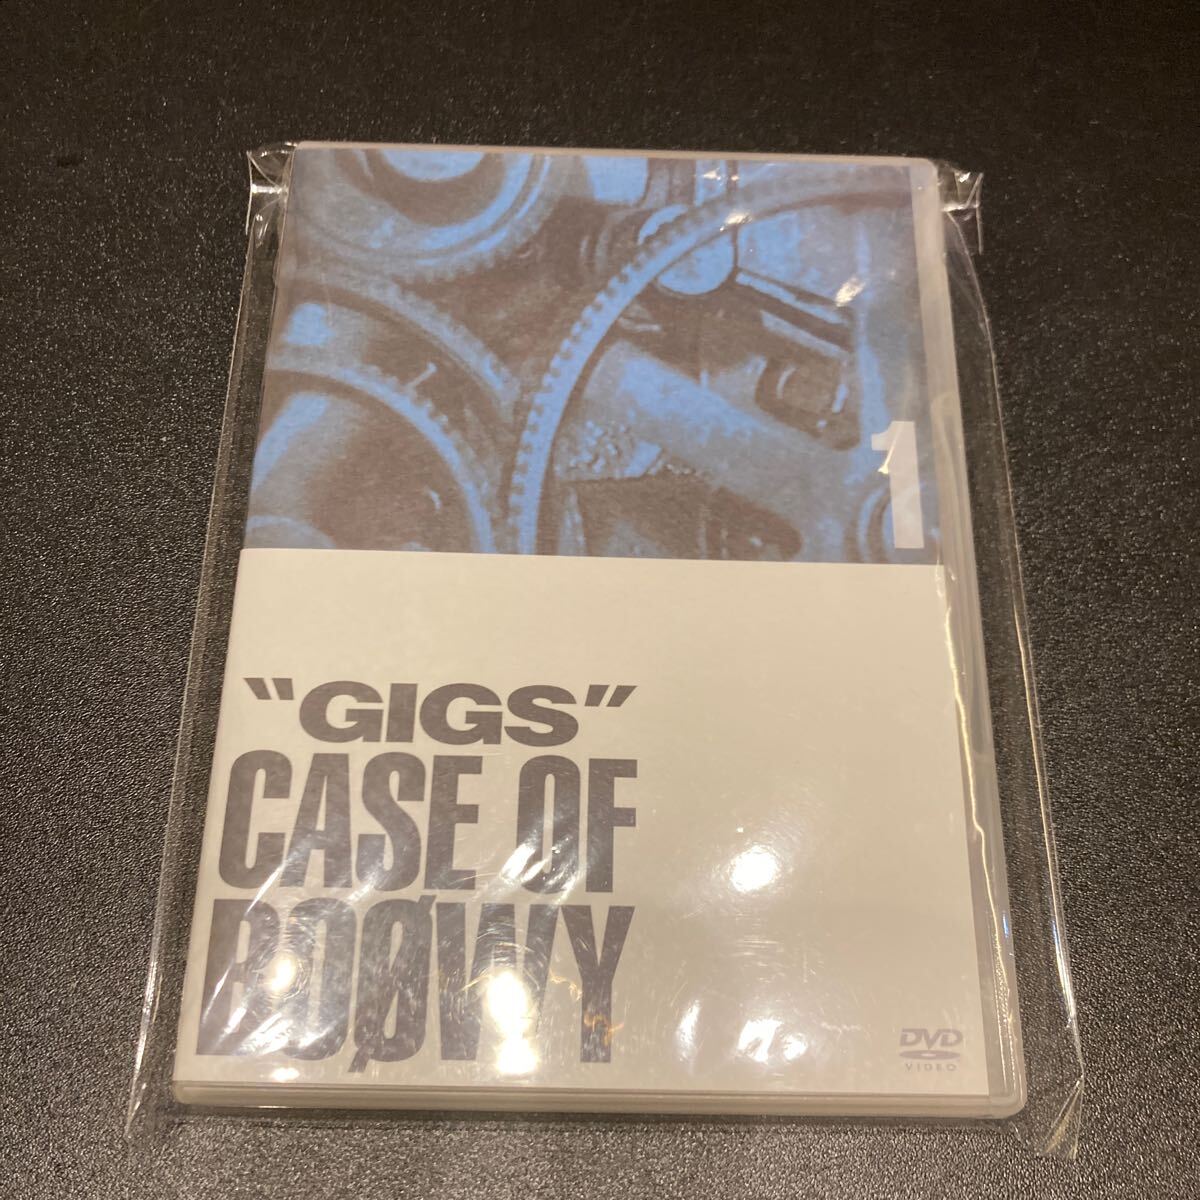 1
"GIGS"
CASE OF
BOØWY
DVD
VIDEO